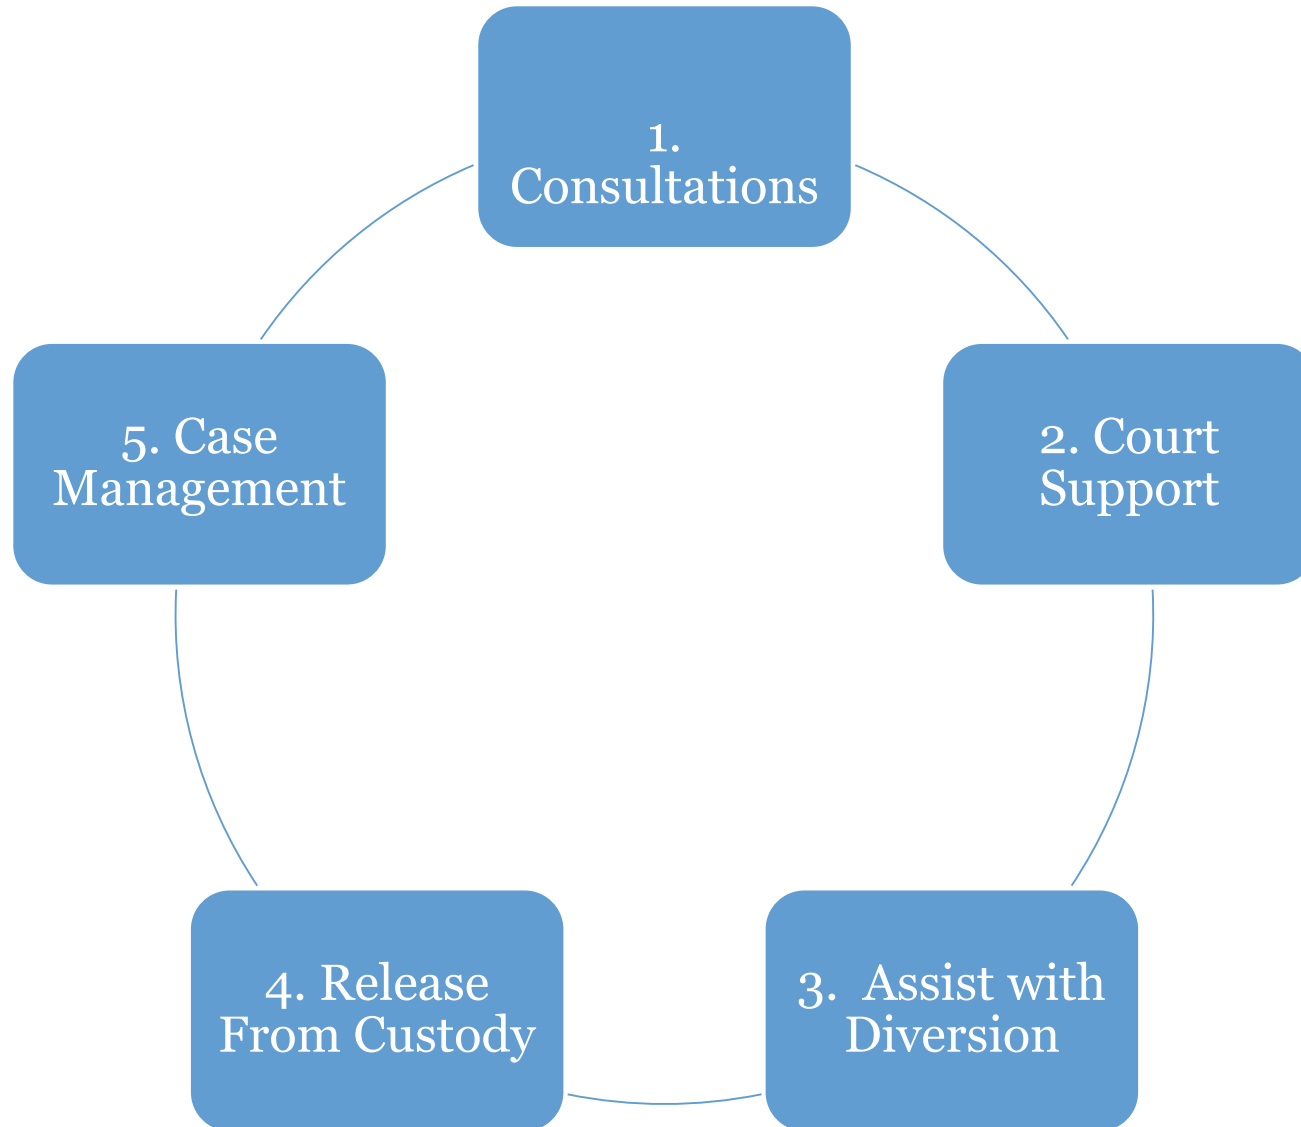 1.
Consultations
2. Court
Support
3.  Assist with
Diversion
4. Release
From Custody
5. Case
Management